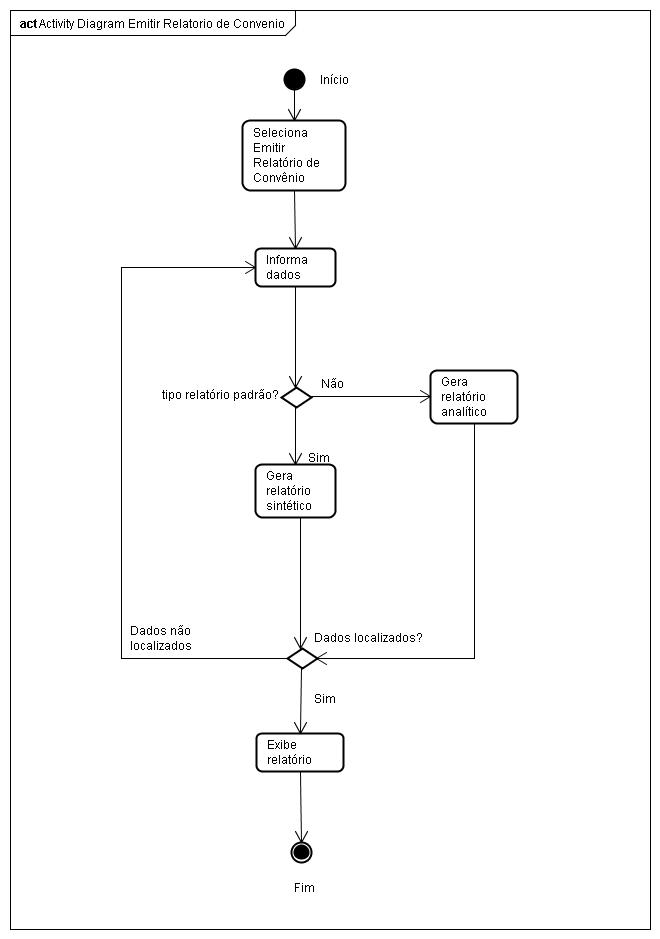 act Activity Diagram Emitir Relatorio de Convenio
Início
Seleciona
Emitir
Relatório de
Convênio
Informa
dados
tipo relatório padrão?
Não
Gera
relatório
analítico
Sim
Gera
relatório
sintético
Dados não
localizados
Dados localizados?
Sim
Exibe
relatório
Fim